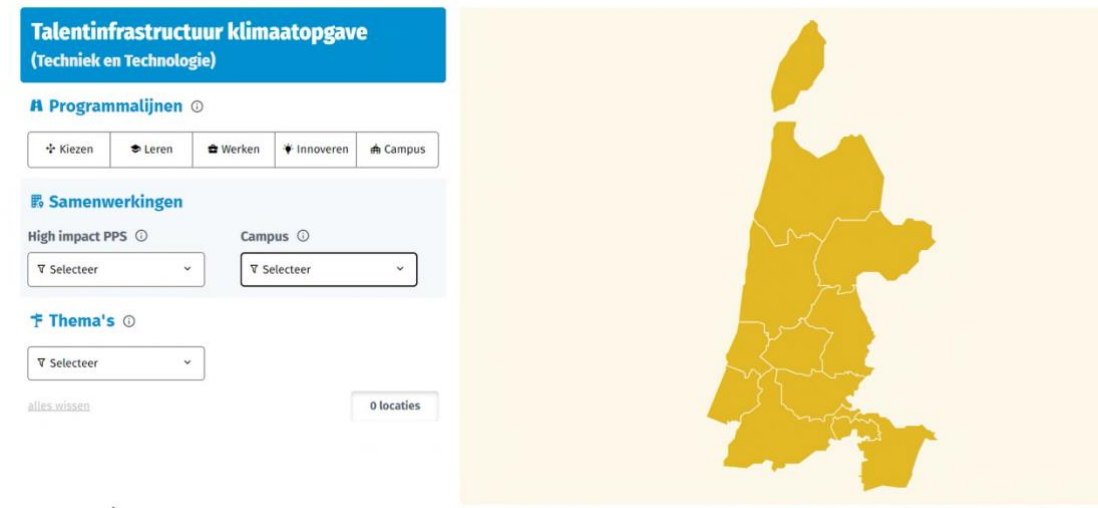 Talentinfrastructuur klimaatopgave
(Techniek en Technologie)
Programmalijnen
Kiezen Leren Werken Innoveren Campus
Samenwerkingen
High impact PPS Campus
Selecteer Selecteer
Thema's
Selecteer
alles wissen 0 locaties